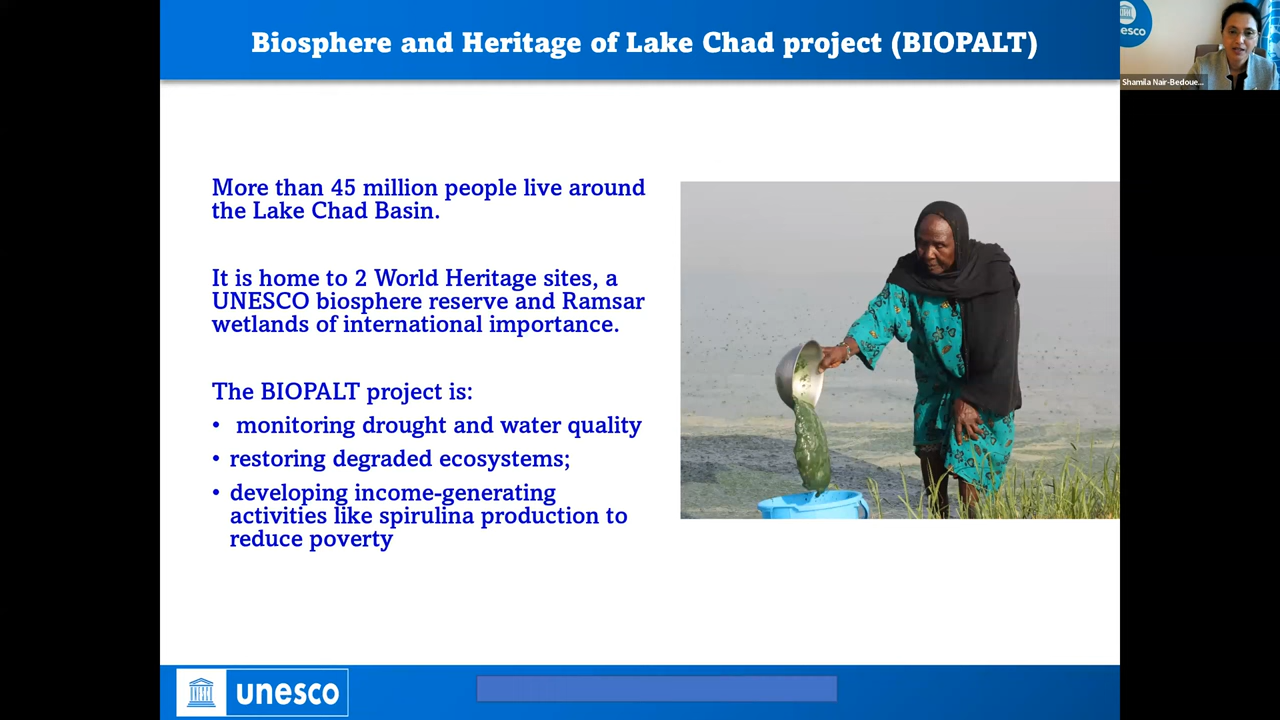 Biosphere and Heritage of Lake Chad project (BIOPALT)
esco
Shamila Nair-Bedoue...
More than 45 million people live around
the Lake Chad Basin.
It is home to 2 World Heritage sites, a
UNESCO biosphere reserve and Ramsar
wetlands of international importance.
The BIOPALT project is:
• monitoring drought and water quality
• restoring degraded ecosystems;
• developing income-generating
activities like spirulina production to
reduce poverty
unesco